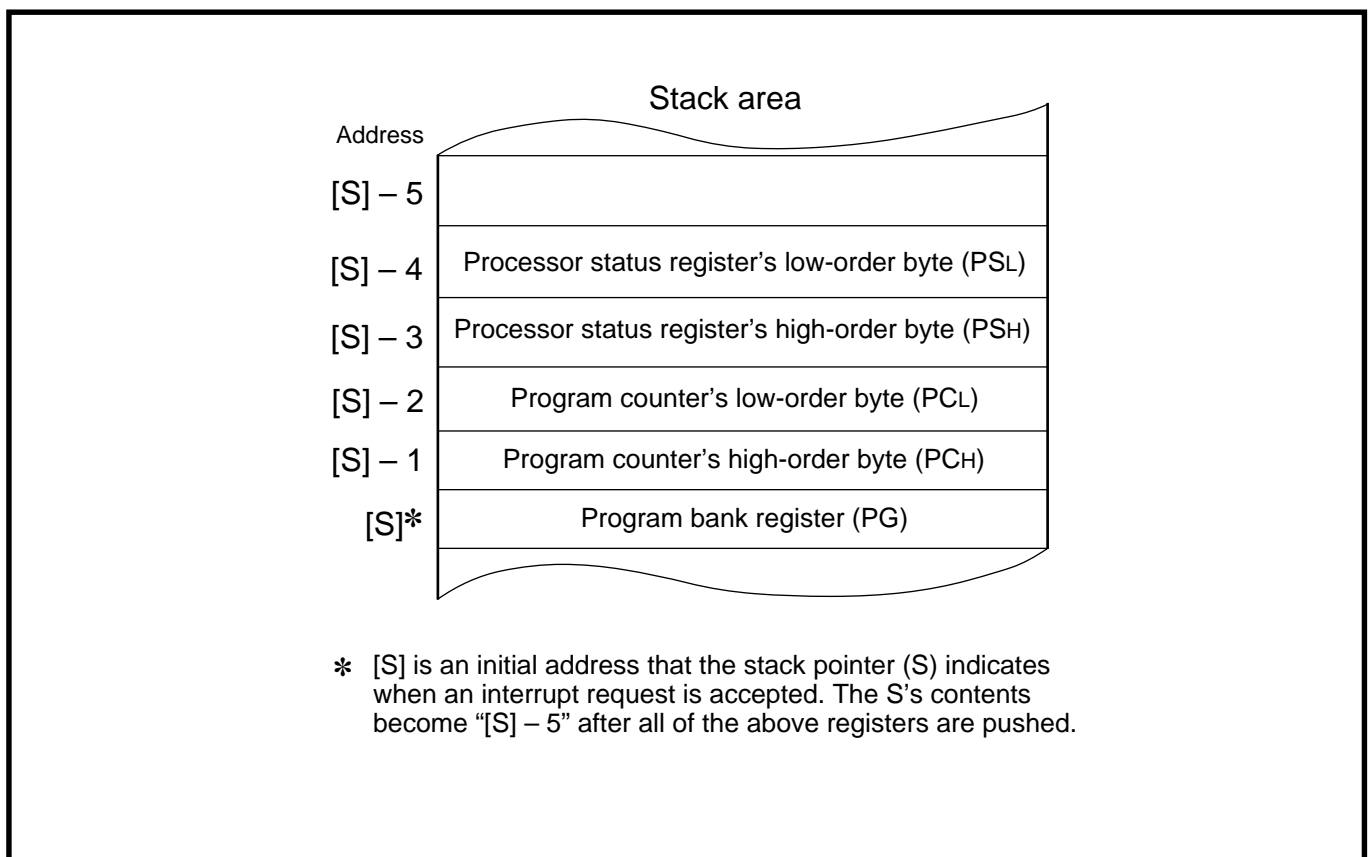 Stack area
Address
[S] – 5
[S] – 4 Processor status register’s low-order byte (PSL)
[S] – 3 Processor status register’s high-order byte (PSH)
[S] – 2 Program counter’s low-order byte (PCL)
[S] – 1 Program counter’s high-order byte (PCH)
[S]✽ Program bank register (PG)
✽ [S] is an initial address that the stack pointer (S) indicates
when an interrupt request is accepted. The S’s contents
become “[S] – 5” after all of the above registers are pushed.